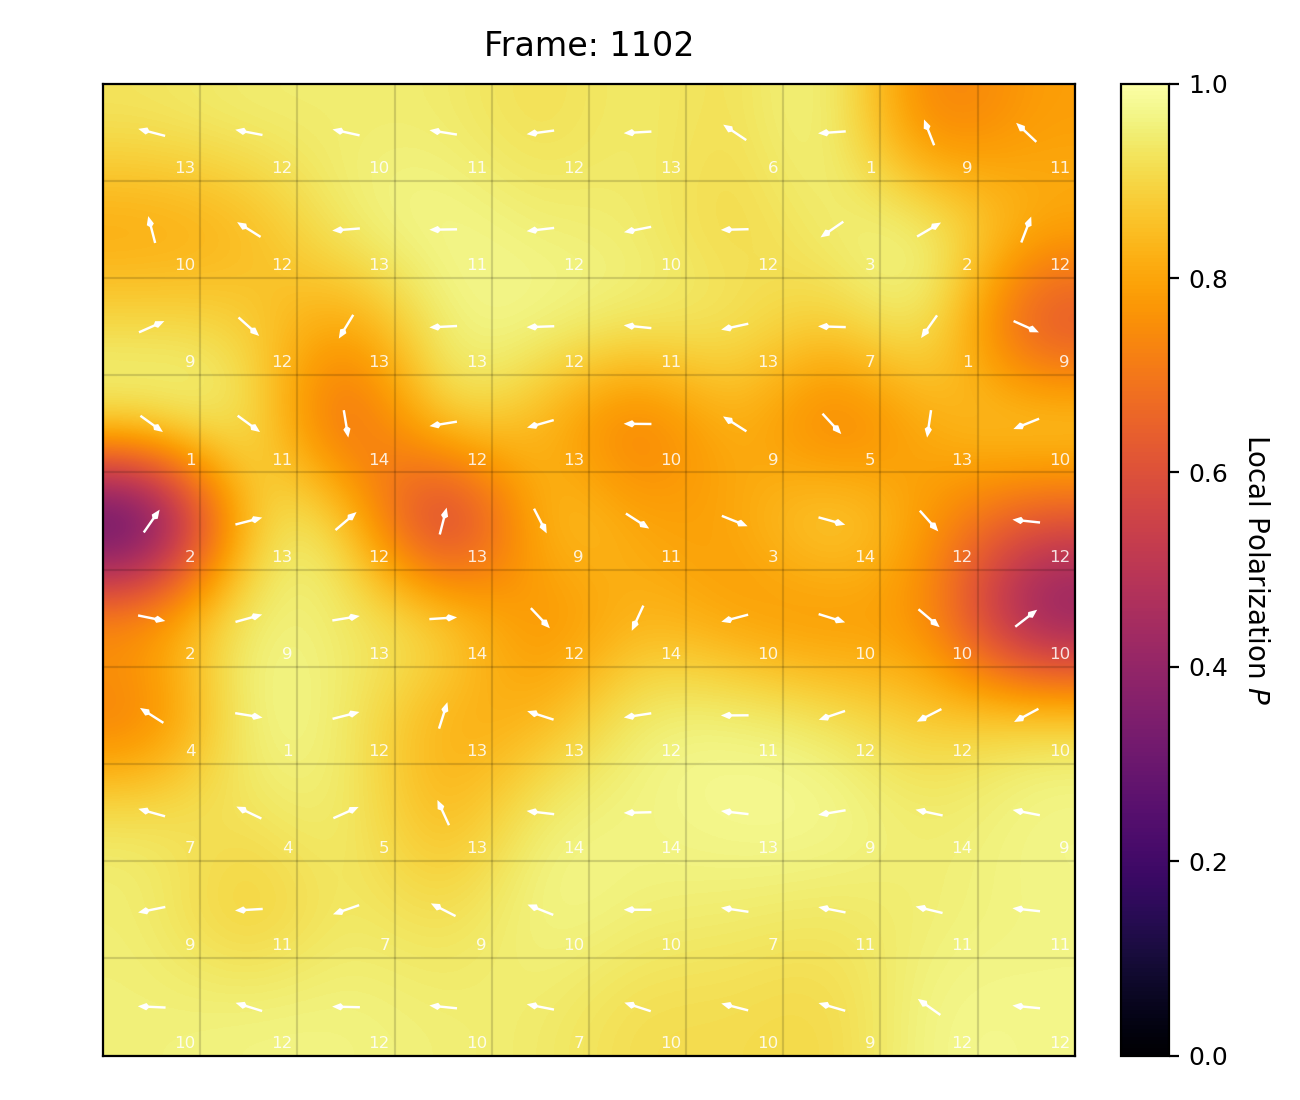 Frame: 1102
13 12 10 11 12 13 6 1 9 11
10 12 13 11 12 10 12 3 2 12
9 12 13 13 12 11 13 7 1 9
1 11 14 12 13 10 9 5 13 10
2 13 12 13 9 11 3 14 12 12
2 9 13 14 12 14 10 10 10 10
4 1 12 13 13 12 11 12 12 10
7 4 5 13 14 14 13 9 14 9
9 11 7 9 10 10 7 11 11 11
10 12 12 10 7 10 10 9 12 12
1.0
0.8
0.6
0.4
0.2
0.0
Local Polarization P